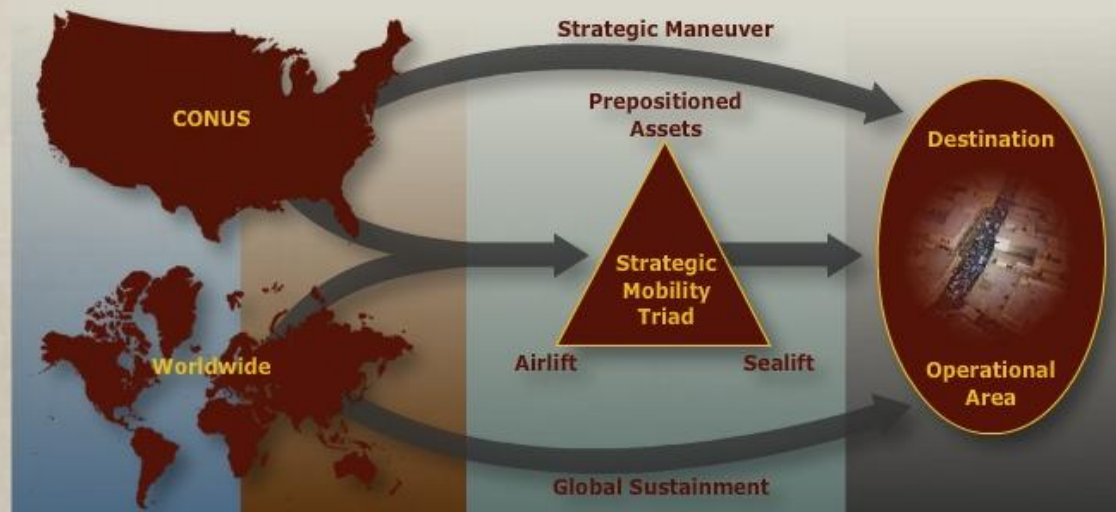 Strategic Maneuver
CONUS
Prepositioned
Assets
Destination
Strategic
Mobility
Triad
Worldwide
Airlift
Sealift
Operational
Area
Global Sustainment